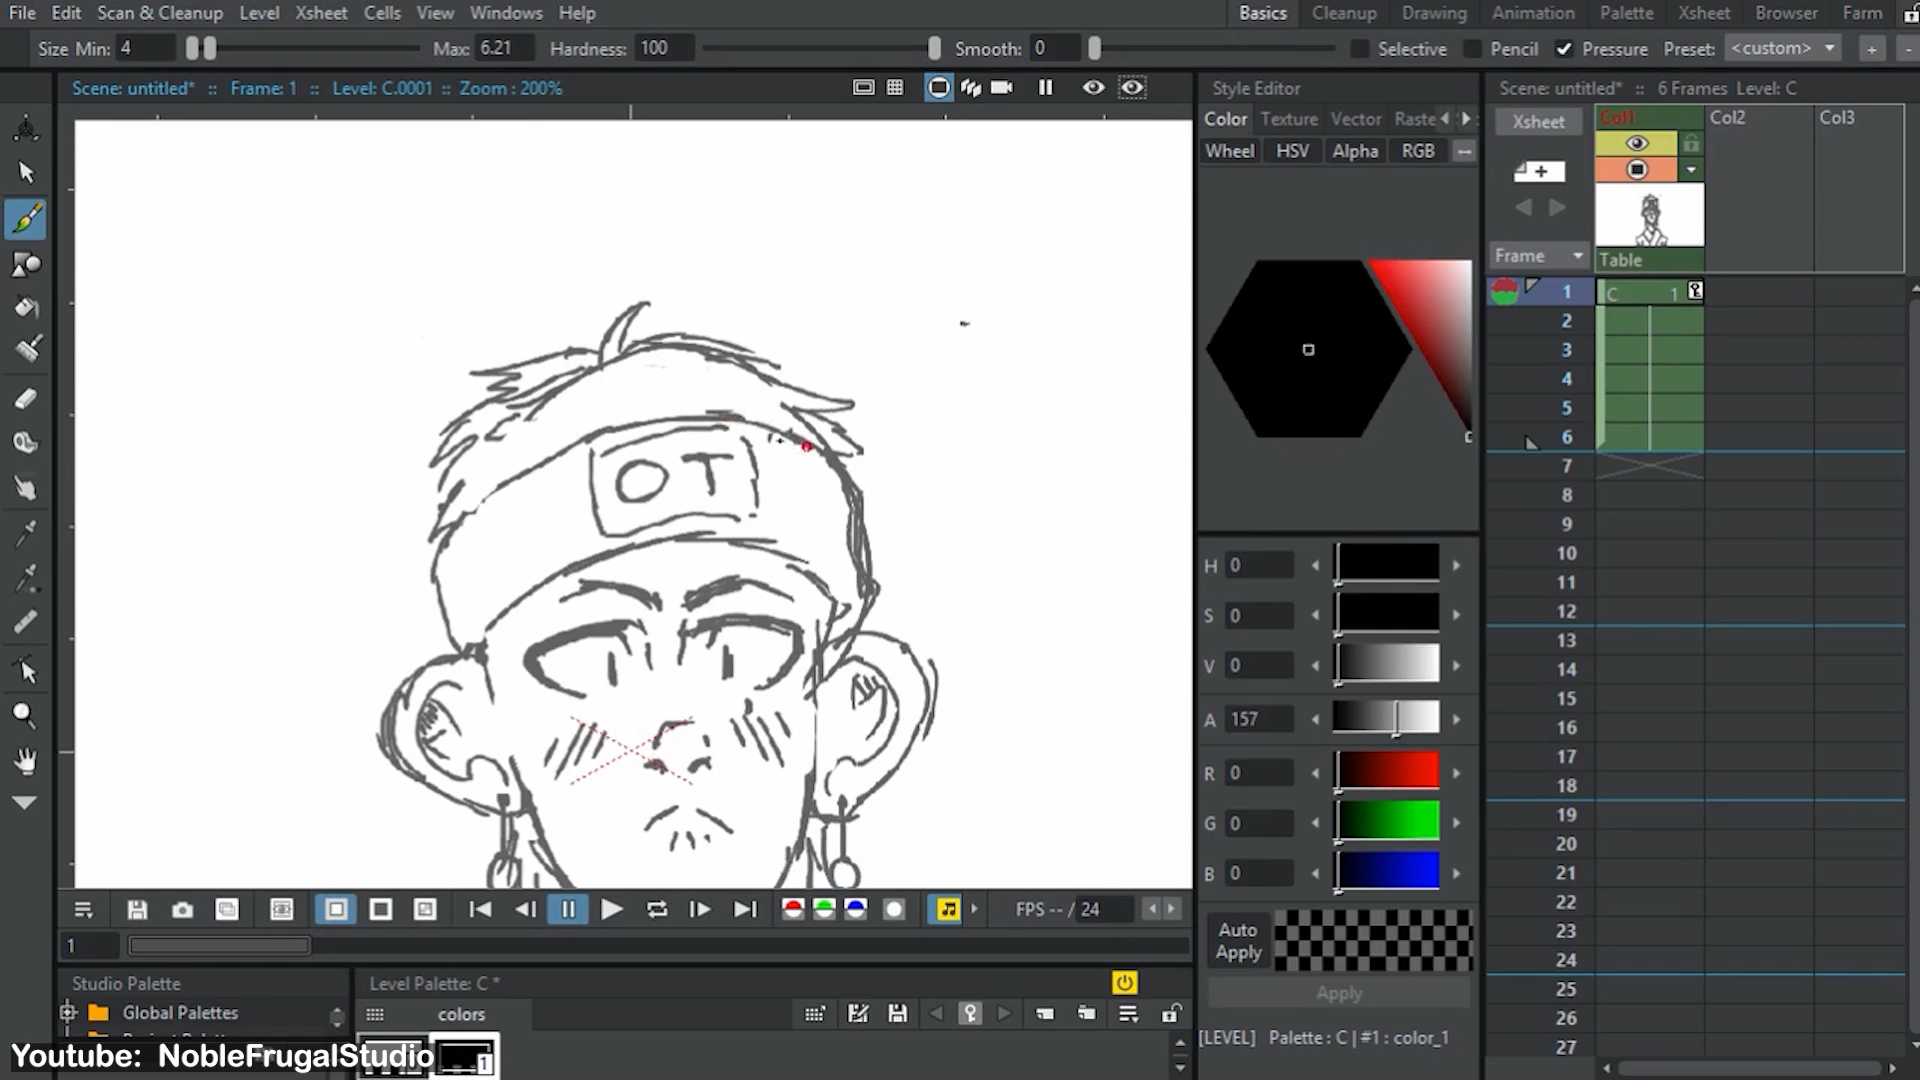 File Edit Scan & Cleanup Level Xsheet Cells View Windows Help Basics Cleanup Drawing Animation Palette Xsheet Browser Farm
Size Min: 4 Max: 6.21 Hardness: 100 Smooth: 0 Selective Pencil Pressure Preset: <custom> + -
Scene: untitled* :: Frame: 1 :: Level: C.0001 :: Zoom : 200%
Style Editor
Color Texture Vector Raste
Wheel HSV Alpha RGB
H 0
S 0
V 0
A 157
R 0
G 0
B 0
Auto Apply
Apply
[LEVEL] Palette : C | #1 : color_1
Scene: untitled* :: 6 Frames Level: C
Xsheet Col1 Col2 Col3
Frame Table
1 C 1
2
3
4
5
6
7
8
9
10
11
12
13
14
15
16
17
18
19
20
21
22
23
24
25
26
27
OT
FPS -- / 24
1
Studio Palette Level Palette: C *
Global Palettes colors
1
Youtube: NobleFrugalStudio